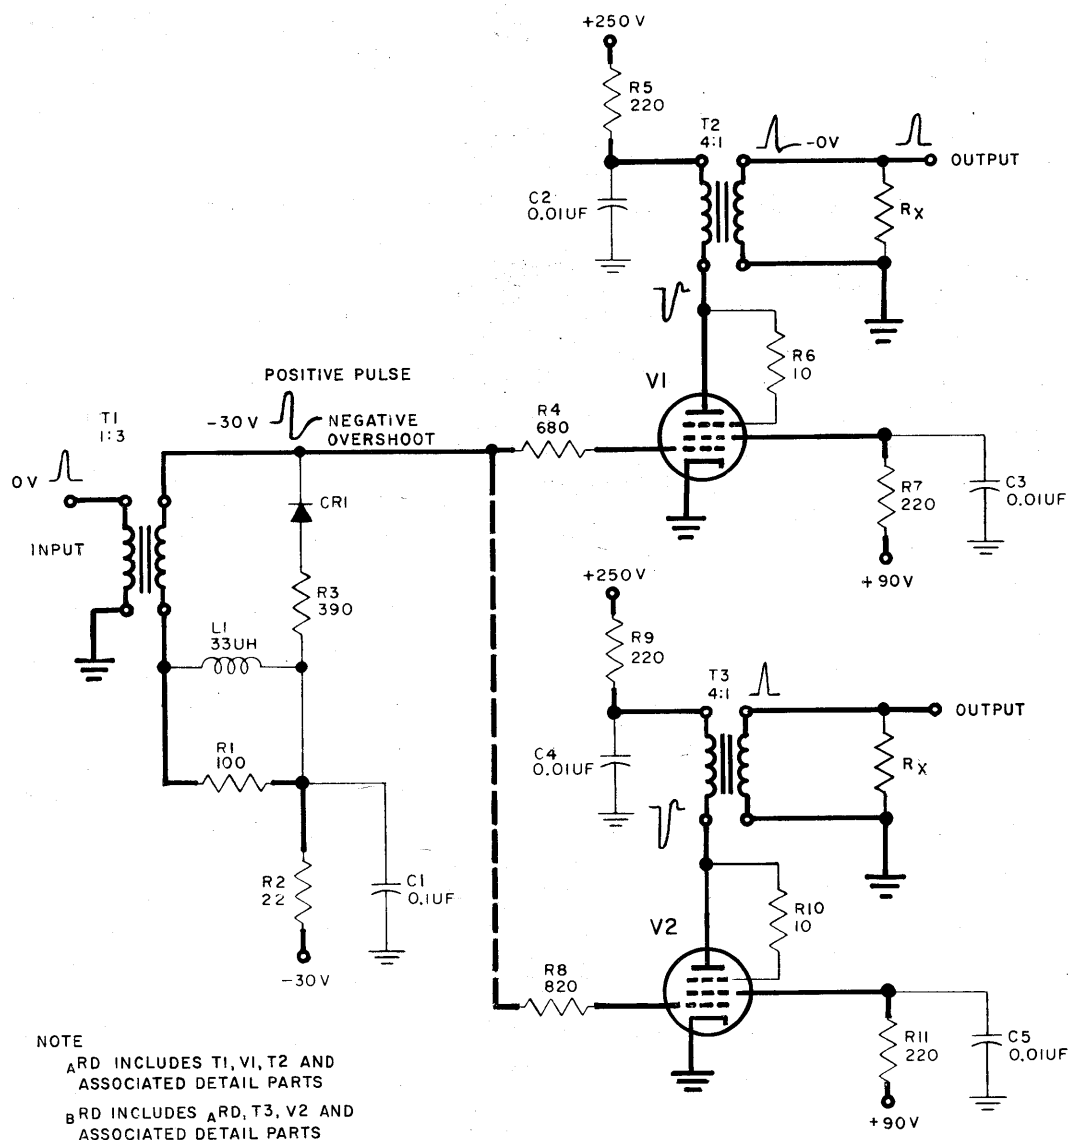 +250V
R5
220
T2
4:1
-0V
OUTPUT
C2
0.01UF
RX
R6
10
V1
POSITIVE PULSE
-30V
NEGATIVE
OVERSHOOT
T1
1:3
R4
680
0V
CR1
R7
220
C3
0.01UF
INPUT
+90V
R3
390
+250V
L1
33UH
R9
220
T3
4:1
OUTPUT
C4
0.01UF
R1
100
RX
R2
22
C1
0.1UF
R10
10
V2
-30V
R8
820
R11
220
C5
0.01UF
+90V
NOTE
ARD INCLUDES T1, V1, T2 AND
ASSOCIATED DETAIL PARTS
BRD INCLUDES ARD, T3, V2 AND
ASSOCIATED DETAIL PARTS